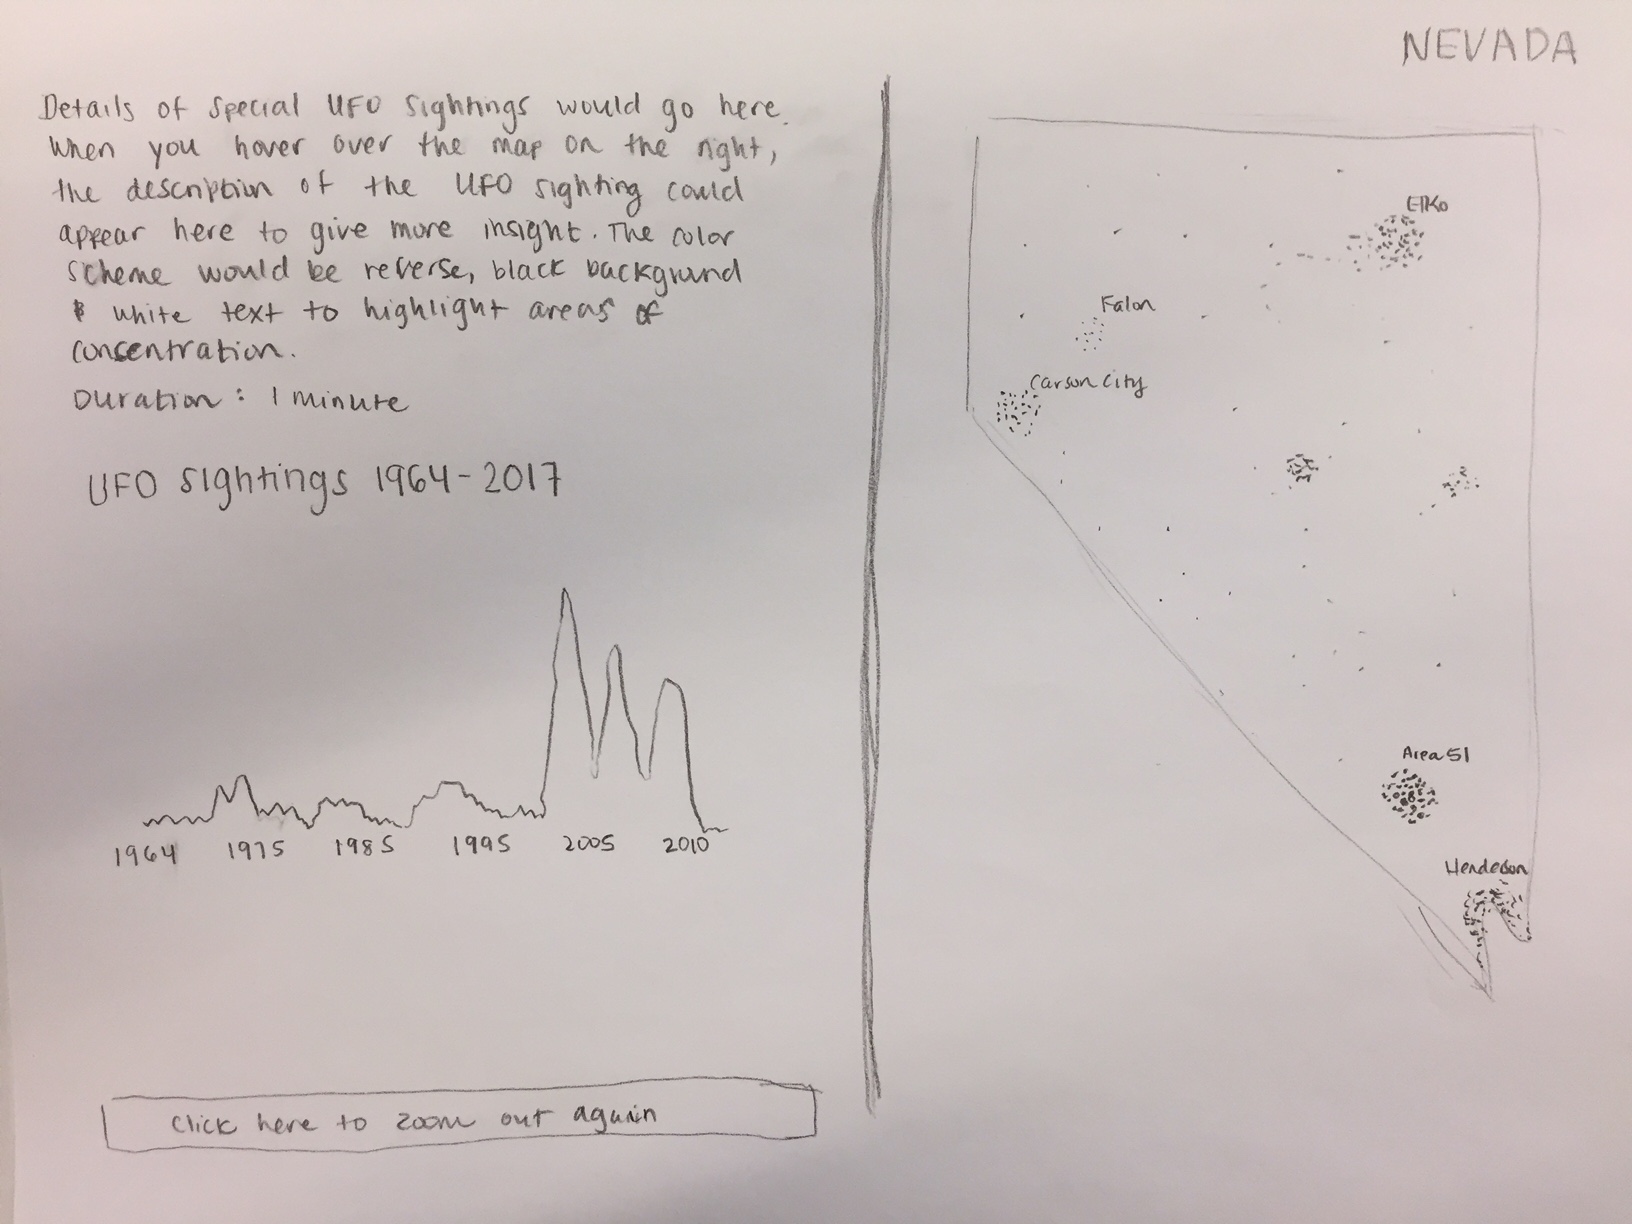 Details of special UFO sightings would go here.
When you hover over the map on the right,
the description of the UFO sighting could
appear here to give more insight. The color
scheme would be reverse, black background
& white text to highlight areas of
concentration.
Duration: 1 minute
UFO sightings 1964-2017
1964 1975 1985 1995 2005 2010
Click here to zoom out again
NEVADA
Elko
Falon
Carson City
Area 51
Henderson